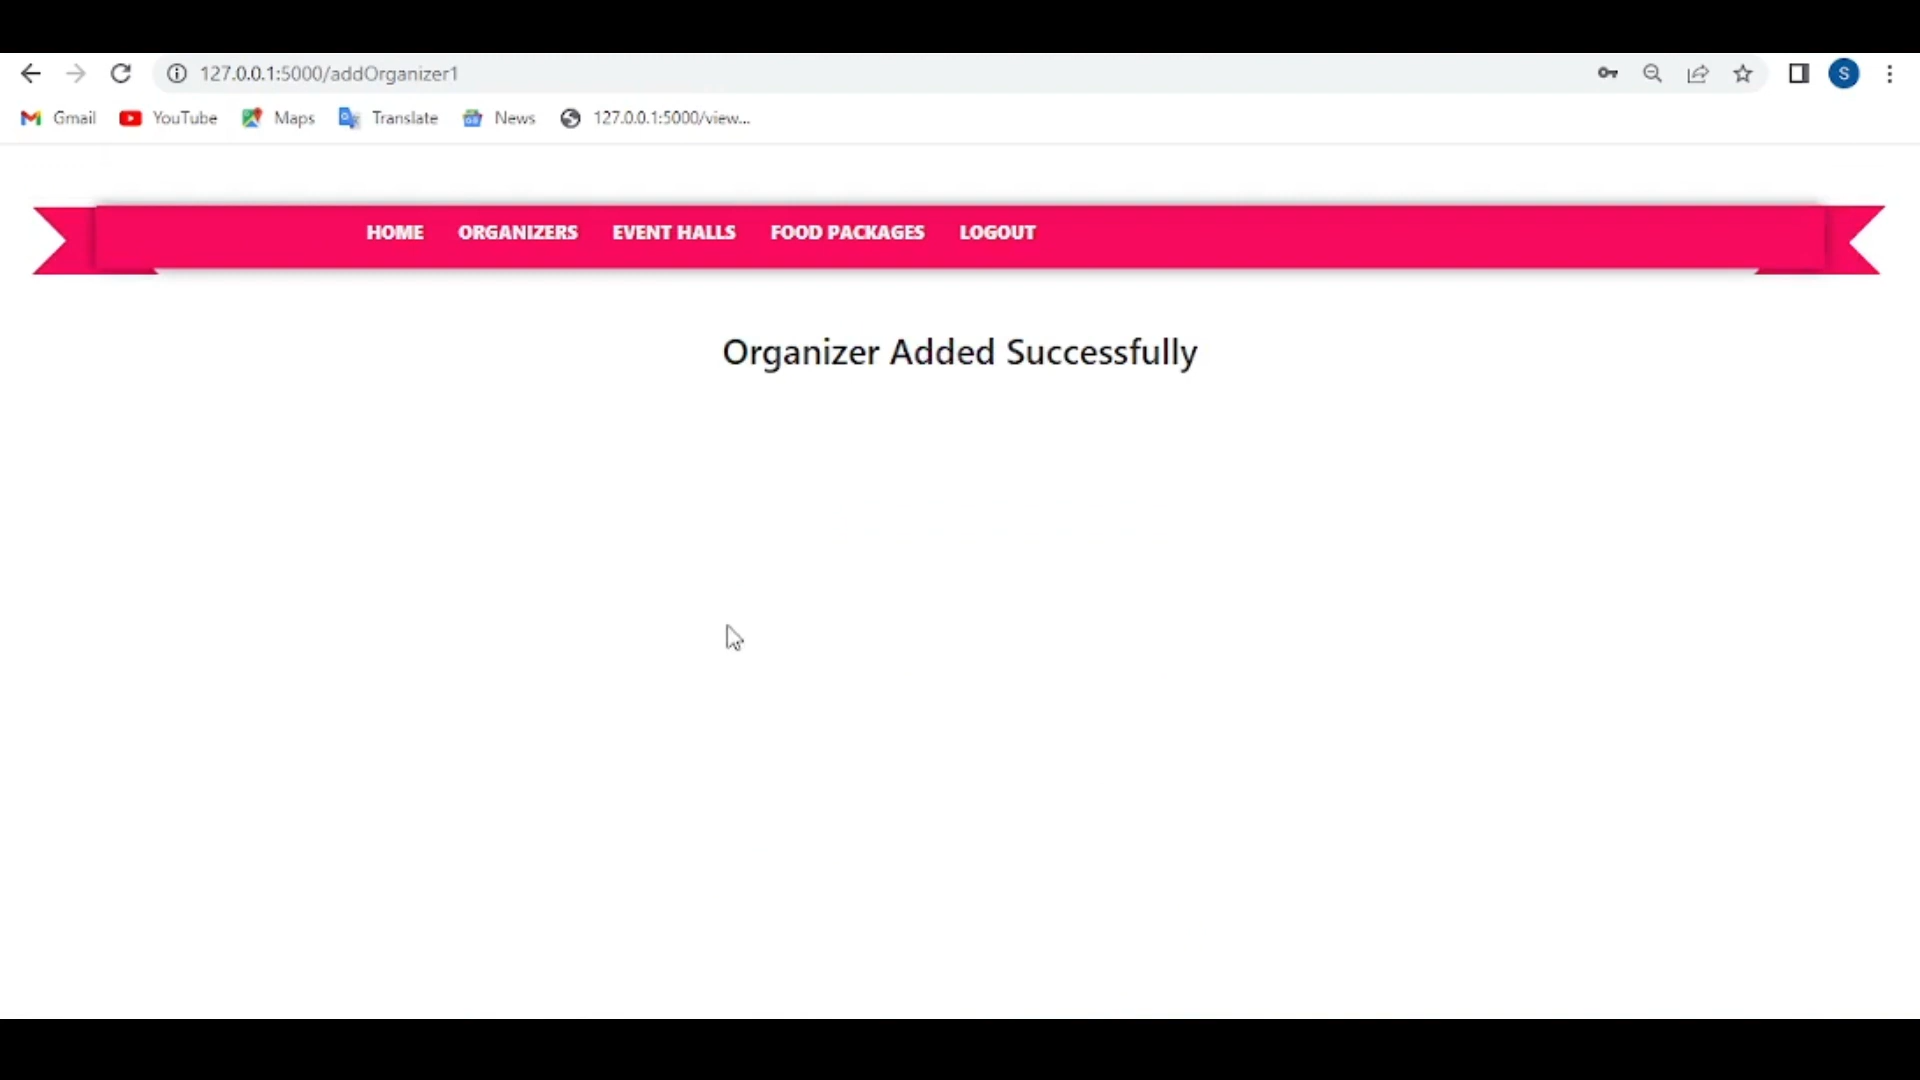 127.0.0.1:5000/addOrganizer1
S
Gmail YouTube Maps Translate News 127.0.0.1:5000/view...
HOME ORGANIZERS EVENT HALLS FOOD PACKAGES LOGOUT
Organizer Added Successfully